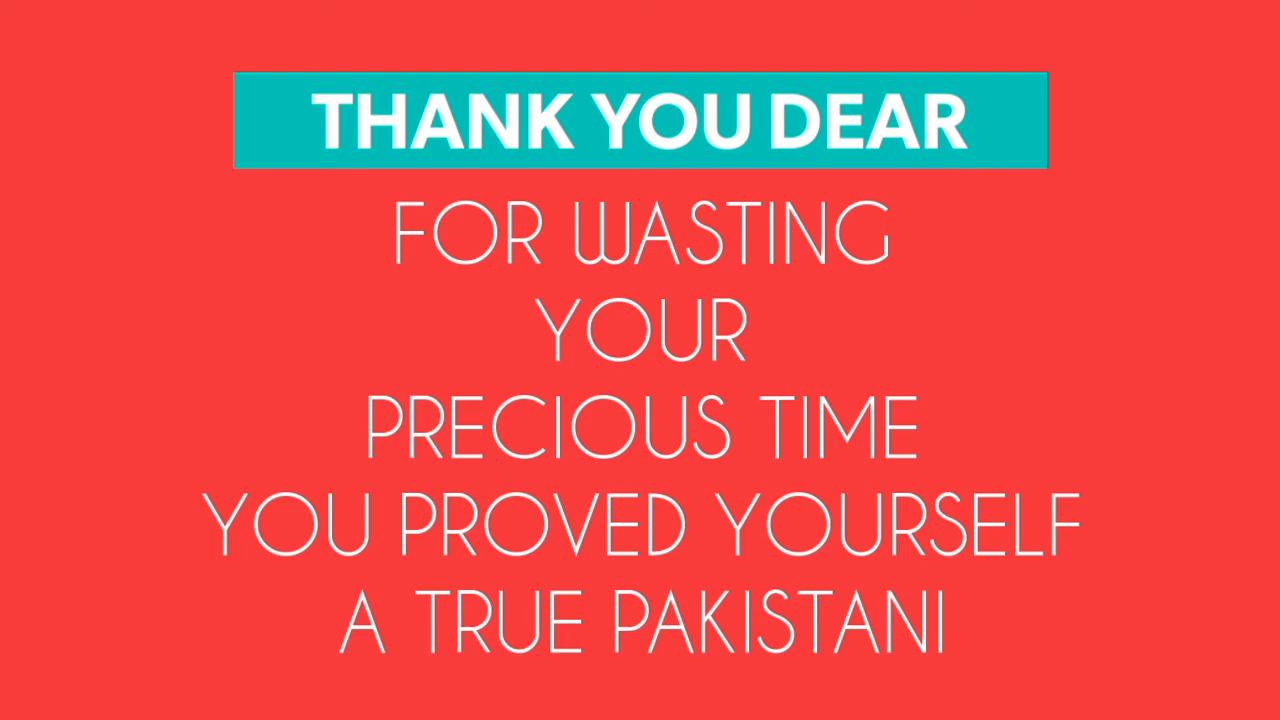 THANK YOU DEAR
FOR WASTING
YOUR
PRECIOUS TIME
YOU PROVED YOURSELF
A TRUE PAKISTANI